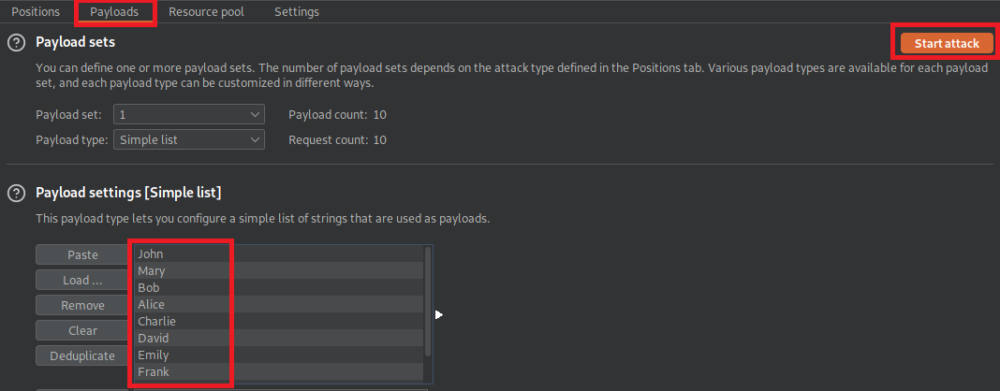 Positions Payloads Resource pool Settings
Payload sets
Start attack
You can define one or more payload sets. The number of payload sets depends on the attack type defined in the Positions tab. Various payload types are available for each payload
set, and each payload type can be customized in different ways.
Payload set: 1 Payload count: 10
Payload type: Simple list Request count: 10
Payload settings [Simple list]
This payload type lets you configure a simple list of strings that are used as payloads.
Paste
Load ...
Remove
Clear
Deduplicate
John
Mary
Bob
Alice
Charlie
David
Emily
Frank